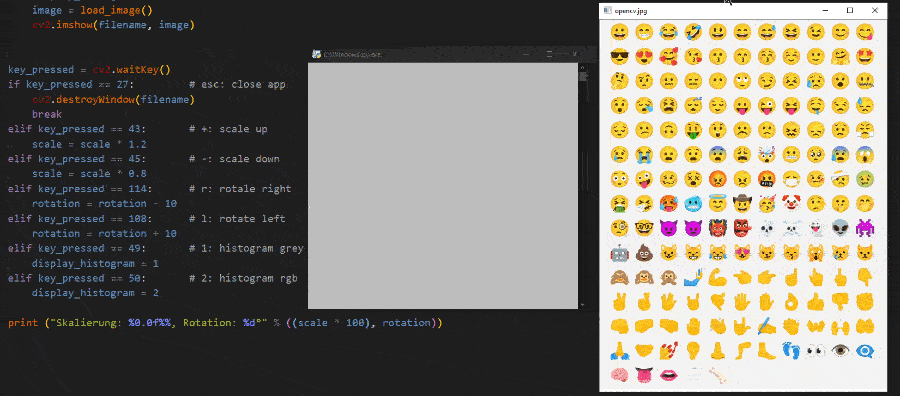 image = load_image()
cv2.imshow(filename, image)
key_pressed = cv2.waitKey()
if key_pressed == 27: # esc: close app
cv2.destroyWindow(filename)
break
elif key_pressed == 43: # +: scale up
scale = scale * 1.2
elif key_pressed == 45: # -: scale down
scale = scale * 0.8
elif key_pressed == 114: # r: rotate right
rotation = rotation - 10
elif key_pressed == 108: # l: rotate left
rotation = rotation + 10
elif key_pressed == 49: # 1: histogram grey
display_histogram = 1
elif key_pressed == 50: # 2: histogram rgb
display_histogram = 2
print ("Skalierung: %0.0f%%, Rotation: %d°" % ((scale * 100), rotation))
opencv.jpg